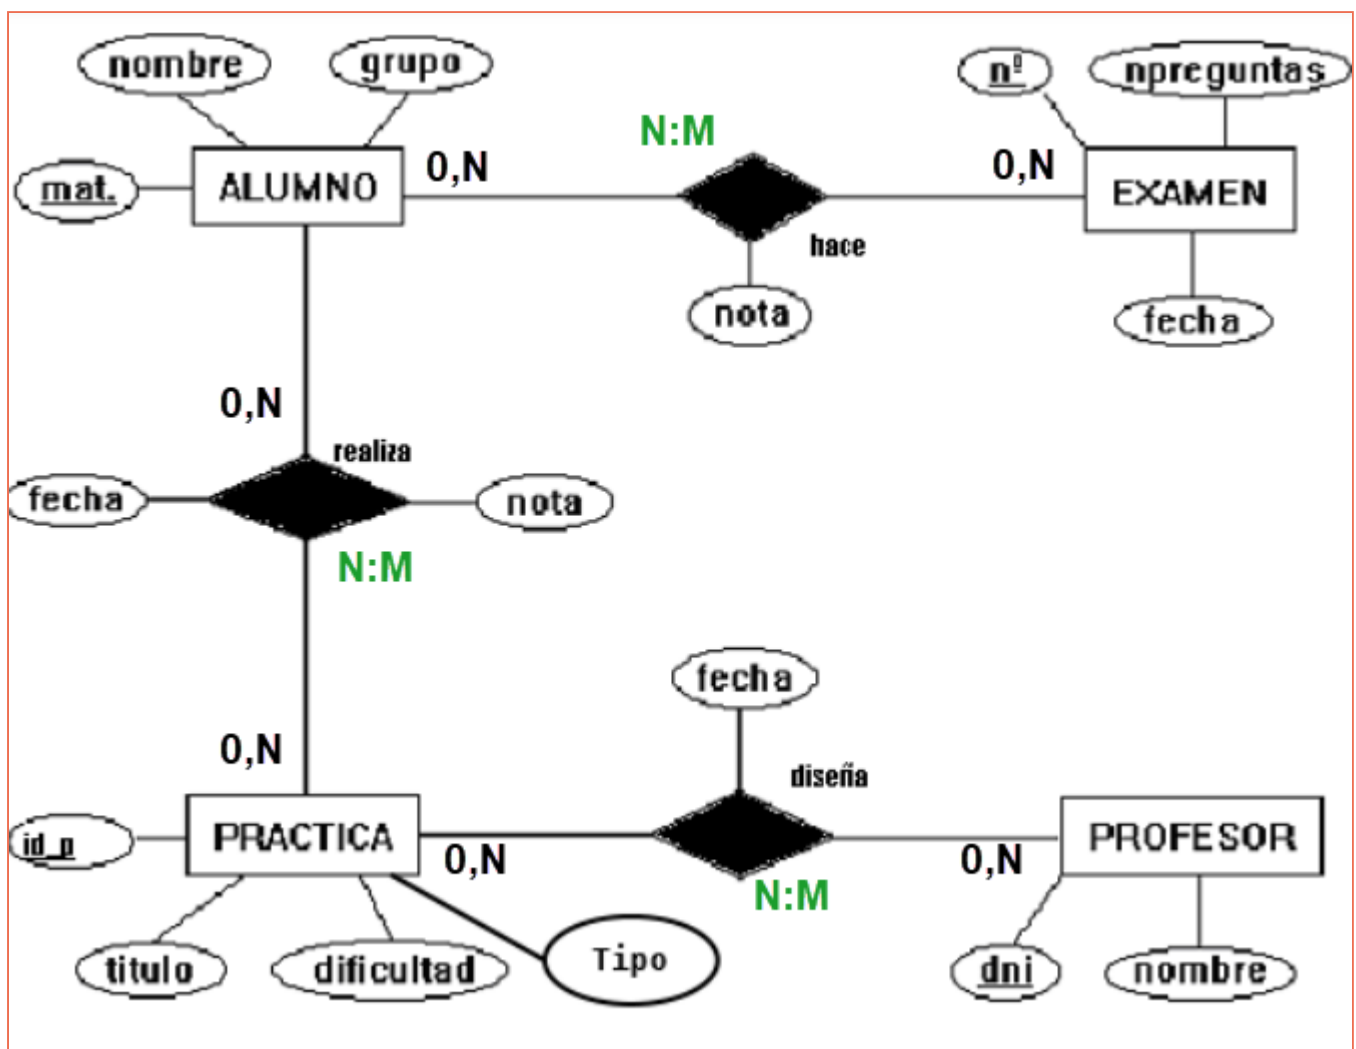 nombre
grupo
nº
npreguntas
N:M
mat.
ALUMNO
0,N
0,N
EXAMEN
hace
nota
fecha
0,N
realiza
fecha
nota
N:M
fecha
0,N
diseña
id_p
PRACTICA
0,N
0,N
PROFESOR
N:M
titulo
dificultad
Tipo
dni
nombre